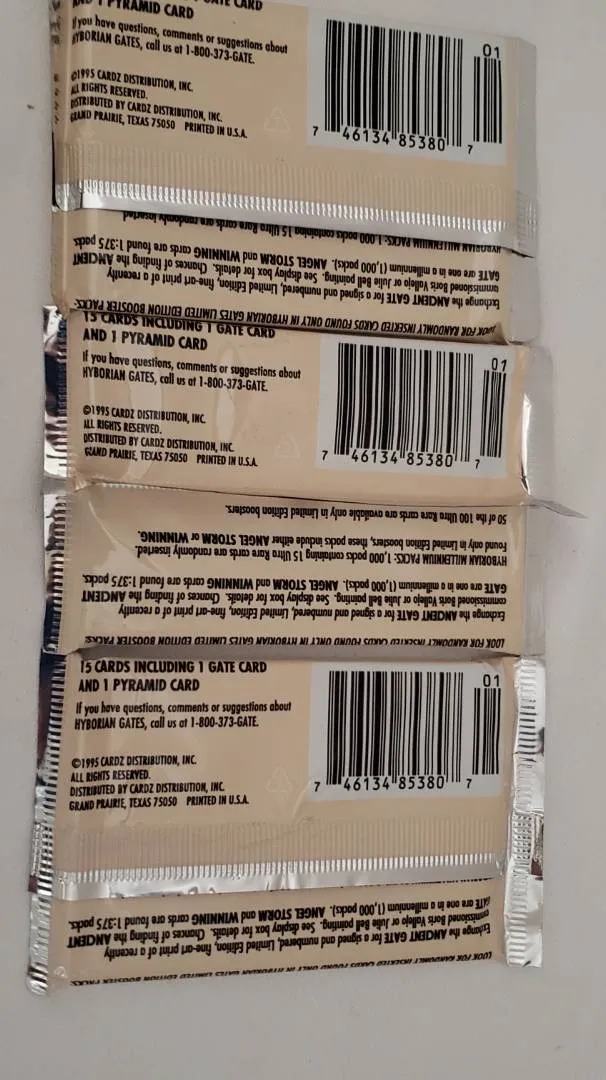 AND 1 PYRAMID CARD
If you have questions, comments or suggestions about
HYBORIAN GATES, call us at 1-800-373-GATE.
©1995 CARDZ DISTRIBUTION, INC.
ALL RIGHTS RESERVED.
DISTRIBUTED BY CARDZ DISTRIBUTION, INC.
GRAND PRAIRIE, TEXAS 75050 PRINTED IN U.S.A.
01
7 46134 85380 7
LOOK FOR RANDOMLY INSERTED CARDS FOUND ONLY IN HYBORIAN GATES LIMITED EDITION BOOSTER PACKS.
Exchange the ANCIENT GATE for a signed and numbered, Limited Edition, fine-art print of a recently
commissioned Boris Vallejo or Julie Bell painting. See display box for details. Chances of finding the ANCIENT
GATE are one in a millennium (1,000 packs). ANGEL STORM and WINNING cards are found 1:375 packs.
HYBORIAN MILLENNIUM PACKS: 1,000 packs containing 15 Ultra Rare cards are randomly inserted.
15 CARDS INCLUDING 1 GATE CARD
AND 1 PYRAMID CARD
If you have questions, comments or suggestions about
HYBORIAN GATES, call us at 1-800-373-GATE.
©1995 CARDZ DISTRIBUTION, INC.
ALL RIGHTS RESERVED.
DISTRIBUTED BY CARDZ DISTRIBUTION, INC.
GRAND PRAIRIE, TEXAS 75050 PRINTED IN U.S.A.
01
7 46134 85380 7
LOOK FOR RANDOMLY INSERTED CARDS FOUND ONLY IN HYBORIAN GATES LIMITED EDITION BOOSTER PACKS.
Exchange the ANCIENT GATE for a signed and numbered, Limited Edition, fine-art print of a recently
commissioned Boris Vallejo or Julie Bell painting. See display box for details. Chances of finding the ANCIENT
GATE are one in a millennium (1,000 packs). ANGEL STORM and WINNING cards are found 1:375 packs.
HYBORIAN MILLENNIUM PACKS: 1,000 packs containing 15 Ultra Rare cards are randomly inserted.
Found only in Limited Edition boosters, these packs include either ANGEL STORM or WINNING.
50 of the 100 Ultra Rare cards are available only in Limited Edition boosters.
15 CARDS INCLUDING 1 GATE CARD
AND 1 PYRAMID CARD
If you have questions, comments or suggestions about
HYBORIAN GATES, call us at 1-800-373-GATE.
©1995 CARDZ DISTRIBUTION, INC.
ALL RIGHTS RESERVED.
DISTRIBUTED BY CARDZ DISTRIBUTION, INC.
GRAND PRAIRIE, TEXAS 75050 PRINTED IN U.S.A.
01
7 46134 85380 7
LOOK FOR RANDOMLY INSERTED CARDS FOUND ONLY IN HYBORIAN GATES LIMITED EDITION BOOSTER PACKS.
Exchange the ANCIENT GATE for a signed and numbered, Limited Edition, fine-art print of a recently
commissioned Boris Vallejo or Julie Bell painting. See display box for details. Chances of finding the ANCIENT
GATE are one in a millennium (1,000 packs). ANGEL STORM and WINNING cards are found 1:375 packs.